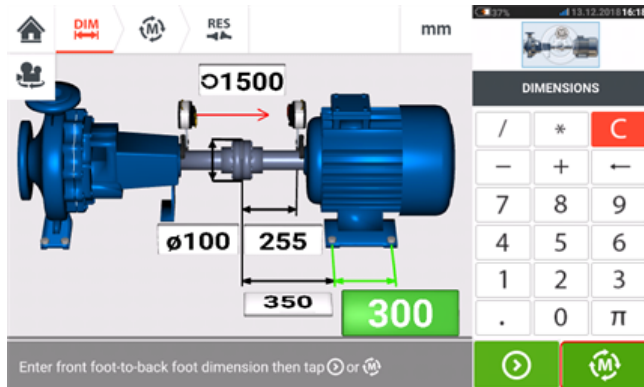 DIM
M
RES
mm
37%
13.12.2018 16:18
1500
DIMENSIONS
ø100
255
350
300
/ * C
− + ←
7 8 9
4 5 6
1 2 3
. 0 π
Enter front foot-to-back foot dimension then tap or M
M